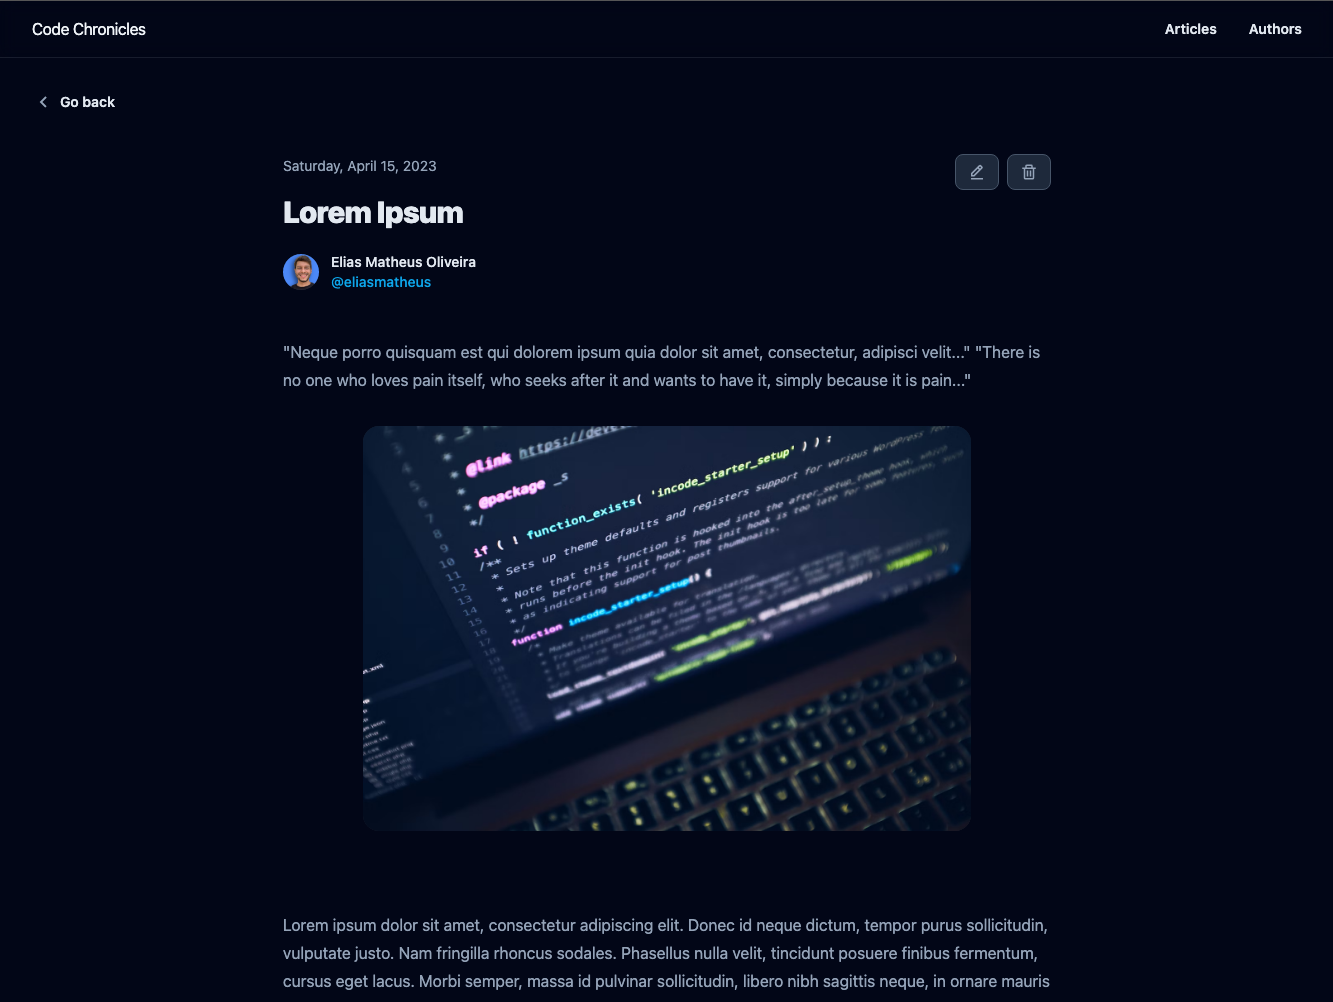 Code Chronicles
Articles
Authors
Go back
Saturday, April 15, 2023
Lorem Ipsum
Elias Matheus Oliveira
@eliasmatheus
"Neque porro quisquam est qui dolorem ipsum quia dolor sit amet, consectetur, adipisci velit..." "There is
no one who loves pain itself, who seeks after it and wants to have it, simply because it is pain..."
* _s
* @link https://deve
*
* @package _s
*/
if ( ! function_exists( 'incode_starter_setup' ) ) :
/**
* Sets up theme defaults and registers support for various WordPress
*
* Note that this function is hooked into the after_setup_theme hook, which
* runs before the init hook. The init hook is too late for some features, such
* as indicating support for post thumbnails.
*/
function incode_starter_setup() {
/*
* Make theme available for translation.
Lorem ipsum dolor sit amet, consectetur adipiscing elit. Donec id neque dictum, tempor purus sollicitudin,
vulputate justo. Nam fringilla rhoncus sodales. Phasellus nulla velit, tincidunt posuere finibus fermentum,
cursus eget lacus. Morbi semper, massa id pulvinar sollicitudin, libero nibh sagittis neque, in ornare mauris